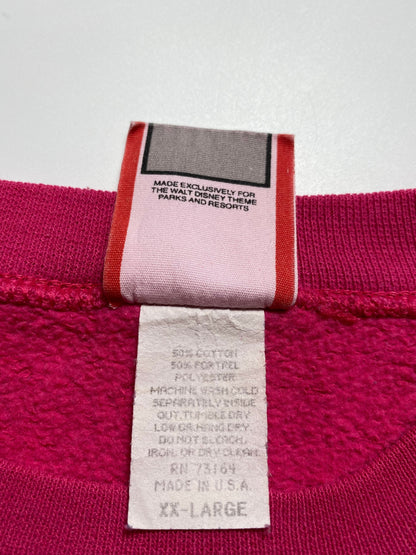 MADE EXCLUSIVELY FOR
THE WALT DISNEY THEME
PARKS AND RESORTS
50% COTTON
50% FORTREL
POLYESTER
MACHINE WASH COLD
SEPARATELY INSIDE
OUT. TUMBLE DRY
LOW OR HANG DRY.
DO NOT BLEACH,
IRON, OR DRY CLEAN.
RN 73164
MADE IN U.S.A.
XX-LARGE